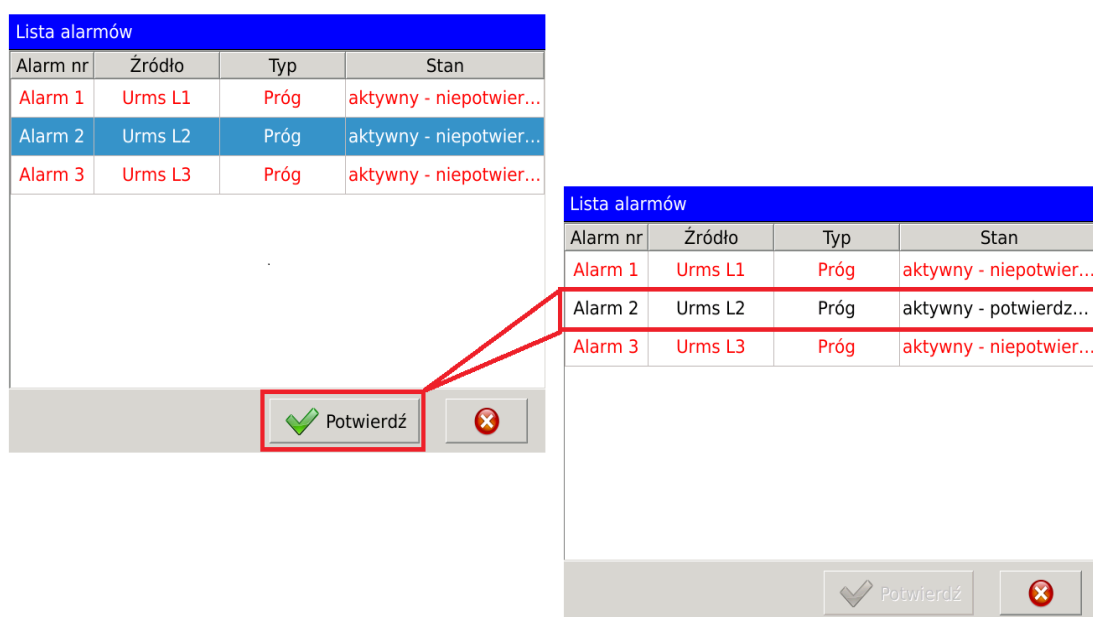 Lista alarmów
Alarm nr Źródło Typ Stan
Alarm 1 Urms L1 Próg aktywny - niepotwier...
Alarm 2 Urms L2 Próg aktywny - niepotwier...
Alarm 3 Urms L3 Próg aktywny - niepotwier...
Potwierdź
Lista alarmów
Alarm nr Źródło Typ Stan
Alarm 1 Urms L1 Próg aktywny - niepotwier...
Alarm 2 Urms L2 Próg aktywny - potwierdz...
Alarm 3 Urms L3 Próg aktywny - niepotwier...
Potwierdź